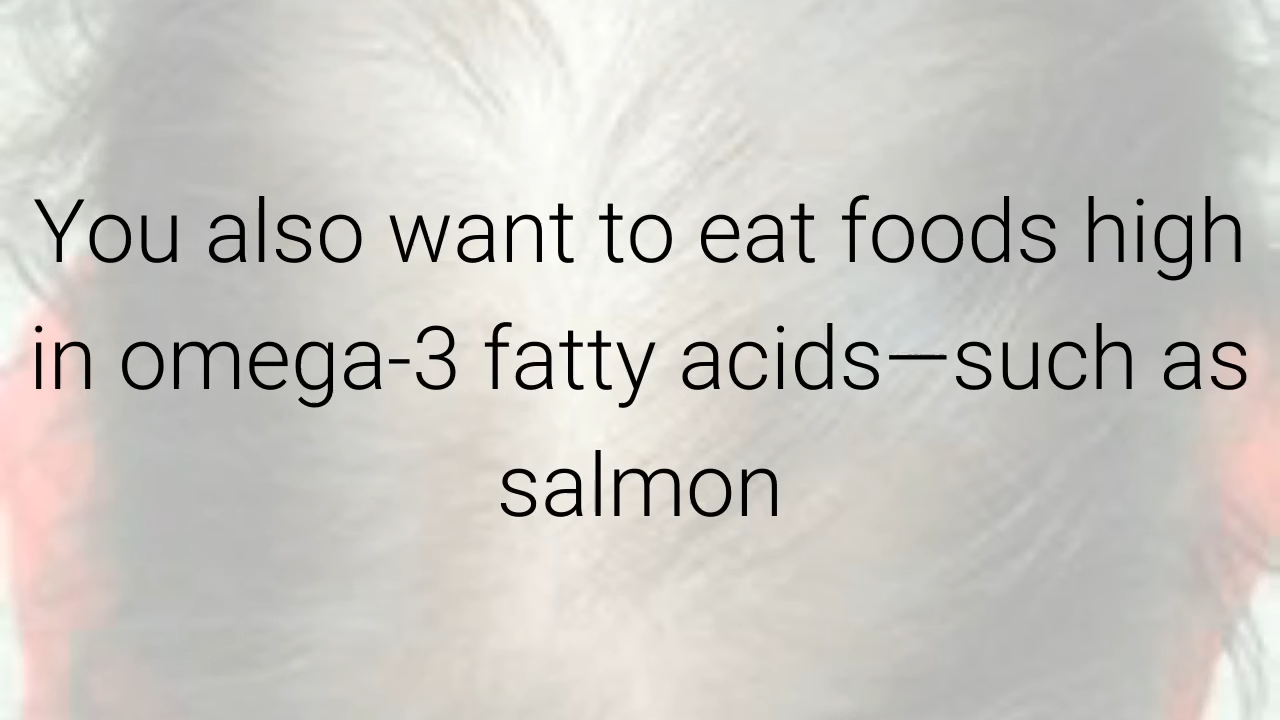 You also want to eat foods high
in omega-3 fatty acids—such as
salmon